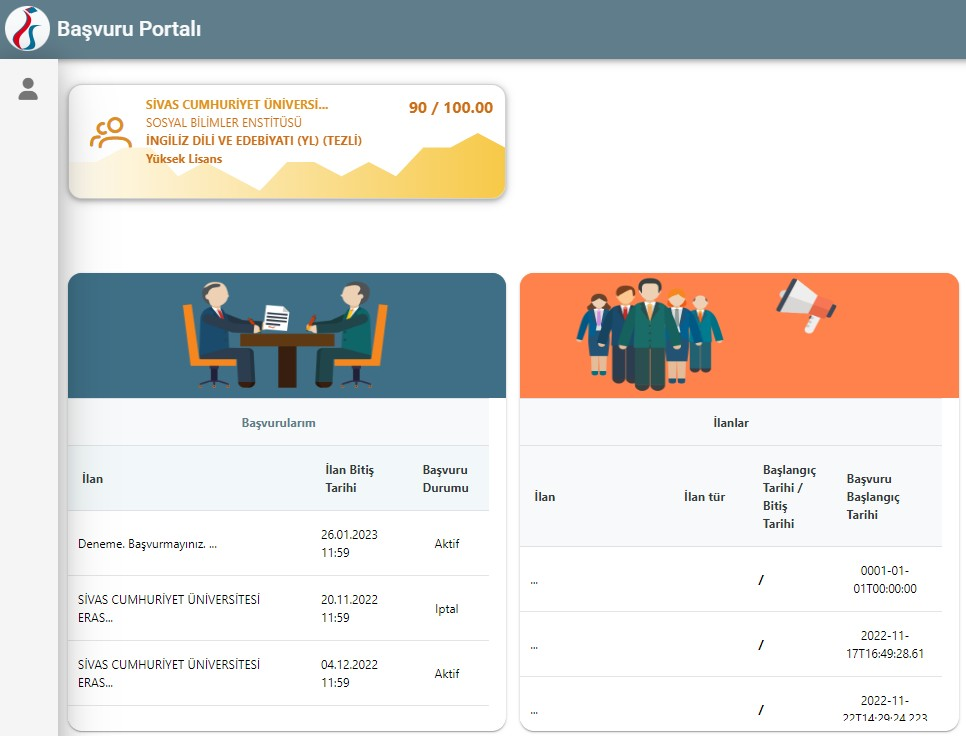 Başvuru Portalı
SİVAS CUMHURİYET ÜNİVERSİ...
90 / 100.00
SOSYAL BİLİMLER ENSTİTÜSÜ
İNGİLİZ DİLİ VE EDEBİYATI (YL) (TEZLİ)
Yüksek Lisans
Başvurularım
İlan
İlan Bitiş
Tarihi
Başvuru
Durumu
Deneme. Başvurmayınız. ...
26.01.2023
11:59
Aktif
SİVAS CUMHURİYET ÜNİVERSİTESİ
ERAS...
20.11.2022
11:59
Iptal
SİVAS CUMHURİYET ÜNİVERSİTESİ
ERAS...
04.12.2022
11:59
Aktif
İlanlar
İlan
İlan tür
Başlangıç
Tarihi /
Bitiş
Tarihi
Başvuru
Başlangıç
Tarihi
...
/
0001-01-
01T00:00:00
...
/
2022-11-
17T16:49:28.61
...
/
2022-11-
22T14:29:24.223